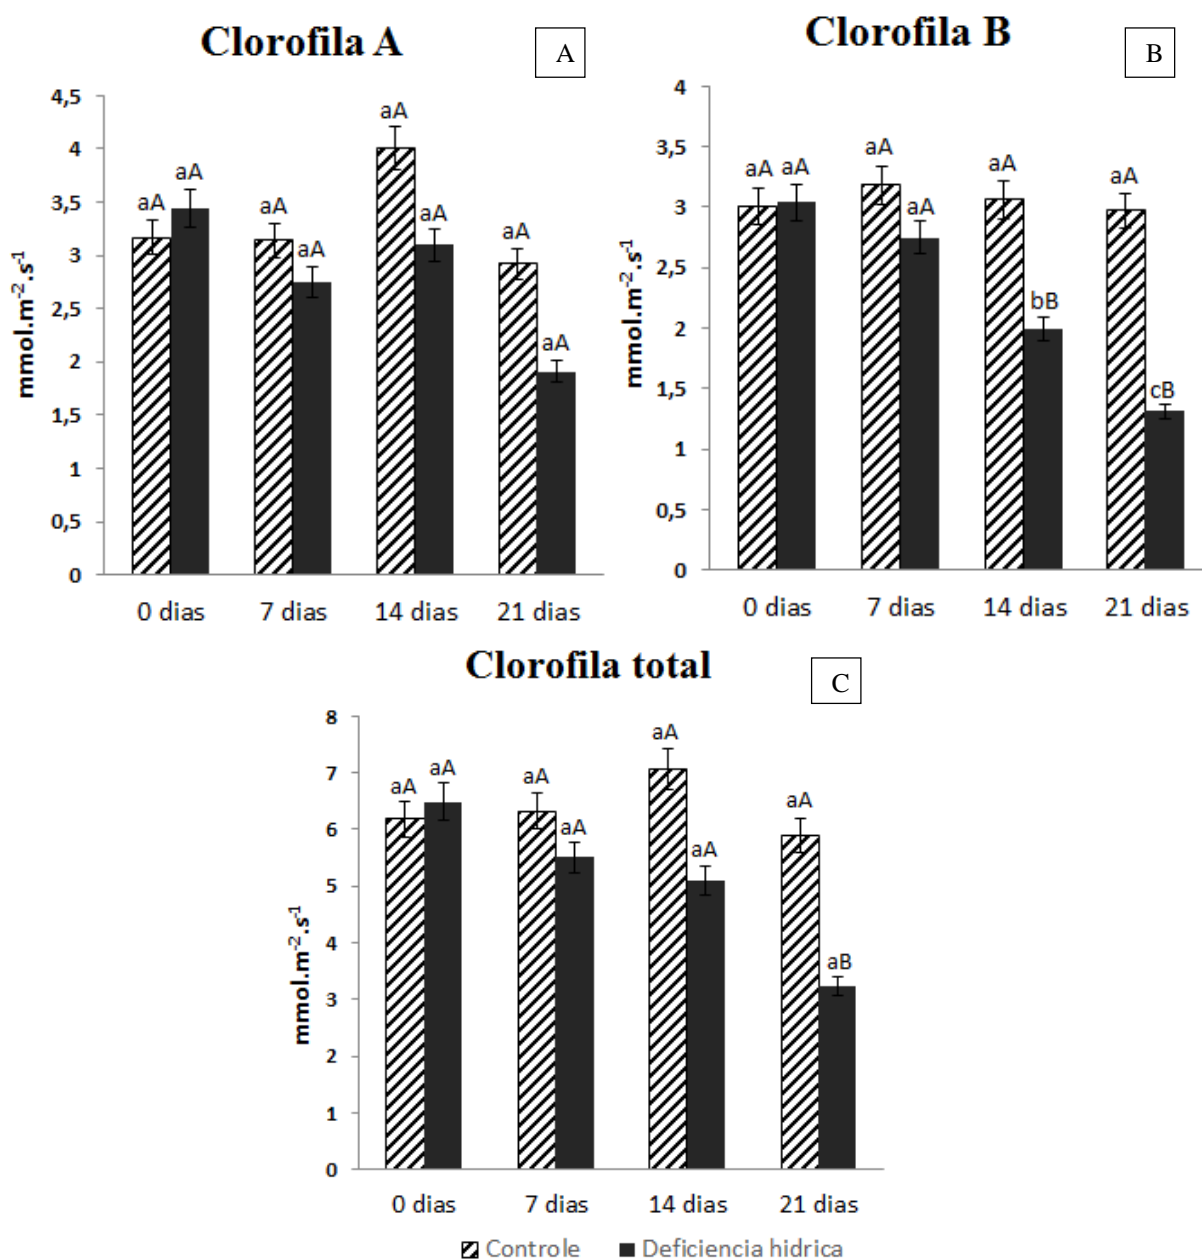 Clorofila A
A
4,5
4
3,5
3
2,5
2
1,5
1
0,5
0
mmol.m-2.s-1
aA
aA
aA
aA
aA
aA
aA
aA
0 dias
7 dias
14 dias
21 dias
Clorofila B
B
4
3,5
3
2,5
2
1,5
1
0,5
0
mmol.m-2.s-1
aA
aA
aA
aA
aA
bB
aA
cB
0 dias
7 dias
14 dias
21 dias
Clorofila total
C
8
7
6
5
4
3
2
1
0
mmol.m-2.s-1
aA
aA
aA
aA
aA
aA
aA
aB
0 dias
7 dias
14 dias
21 dias
Controle
Deficiencia hidrica